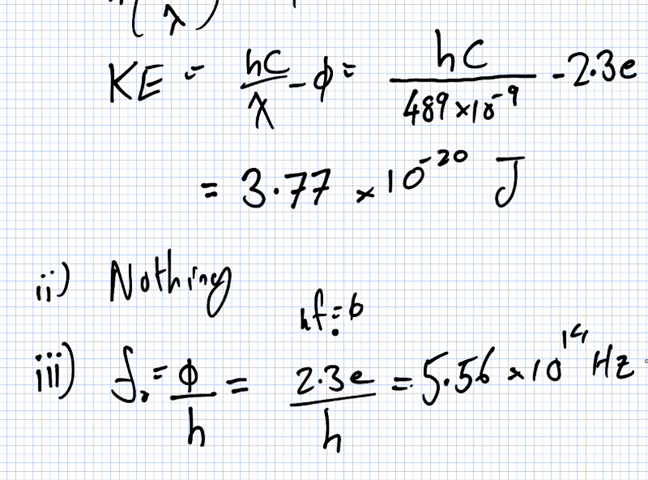 (λ)
KE = hC/λ - ϕ = hC/489×10⁻⁹ - 2.3e
= 3.77 ×10⁻²⁰ J
ii) Nothing
hf = ϕ
iii) f₀ = ϕ/h = 2.3e/h = 5.56 ×10¹⁴ Hz